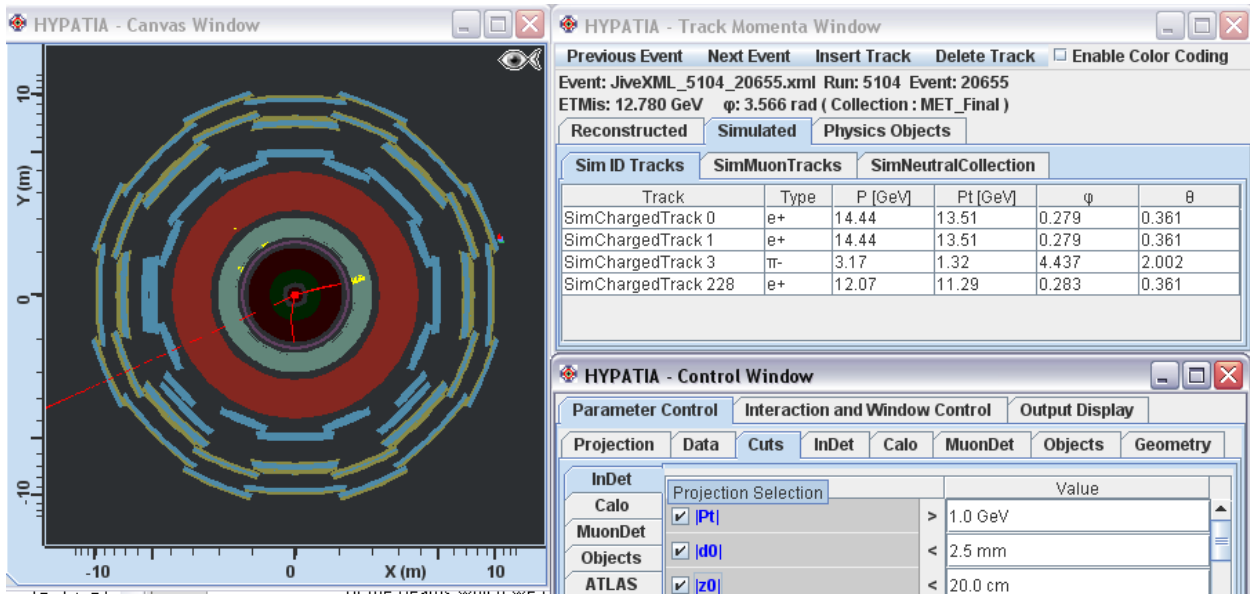 HYPATIA - Canvas Window
Y (m)
10
0
-10
-10 0 X (m) 10
HYPATIA - Track Momenta Window
Previous Event Next Event Insert Track Delete Track Enable Color Coding
Event: JiveXML_5104_20655.xml Run: 5104 Event: 20655
ETMis: 12.780 GeV φ: 3.566 rad ( Collection : MET_Final )
Reconstructed Simulated Physics Objects
Sim ID Tracks SimMuonTracks SimNeutralCollection
Track Type P [GeV] Pt [GeV] φ θ
SimChargedTrack 0 e+ 14.44 13.51 0.279 0.361
SimChargedTrack 1 e+ 14.44 13.51 0.279 0.361
SimChargedTrack 3 π- 3.17 1.32 4.437 2.002
SimChargedTrack 228 e+ 12.07 11.29 0.283 0.361
HYPATIA - Control Window
Parameter Control Interaction and Window Control Output Display
Projection Data Cuts InDet Calo MuonDet Objects Geometry
InDet
Calo
MuonDet
Objects
ATLAS
Projection Selection Value
|Pt| > 1.0 GeV
|d0| < 2.5 mm
|z0| < 20.0 cm